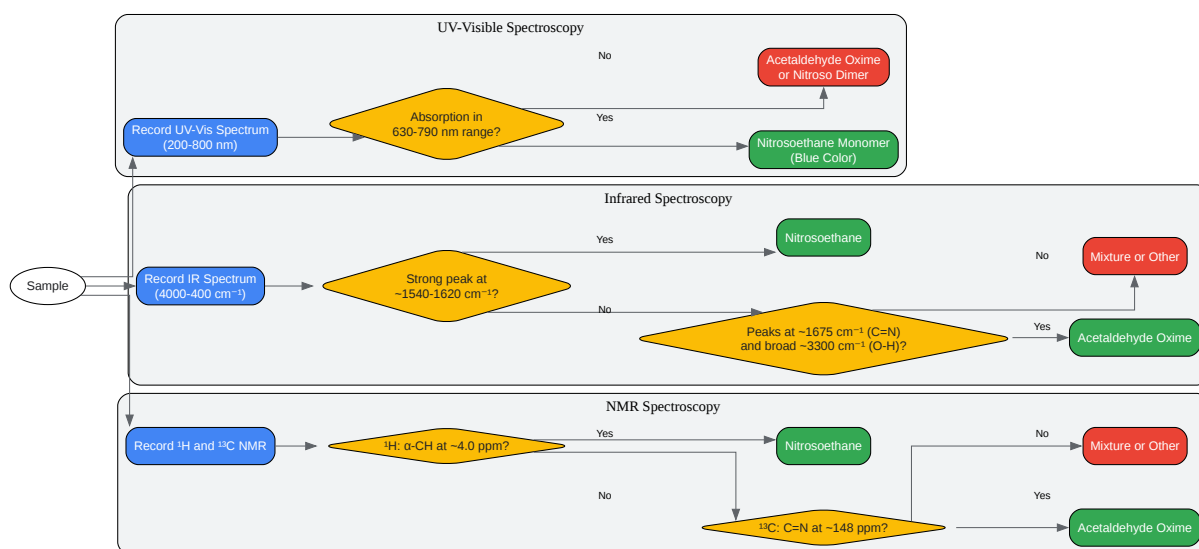 UV-Visible Spectroscopy
No
Acetaldehyde Oxime
or Nitroso Dimer
Record UV-Vis Spectrum
(200-800 nm)
Absorption in
630-790 nm range?
Yes
Nitrosoethane Monomer
(Blue Color)
Infrared Spectroscopy
Sample
Record IR Spectrum
(4000-400 cm⁻¹)
Strong peak at
~1540-1620 cm⁻¹?
Yes
Nitrosoethane
No
Peaks at ~1675 cm⁻¹ (C=N)
and broad ~3300 cm⁻¹ (O-H)?
No
Mixture or Other
Yes
Acetaldehyde Oxime
NMR Spectroscopy
Record ¹H and ¹³C NMR
¹H: α-CH at ~4.0 ppm?
Yes
Nitrosoethane
No
¹³C: C=N at ~148 ppm?
No
Mixture or Other
Yes
Acetaldehyde Oxime